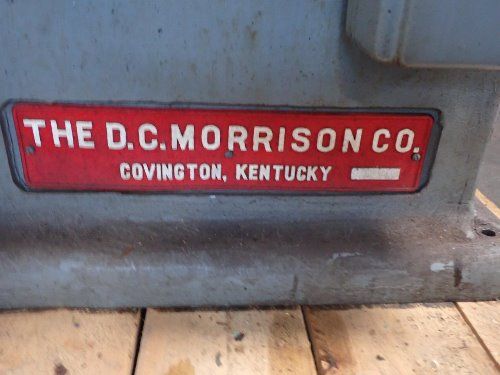 THE D.C. MORRISON CO.
COVINGTON, KENTUCKY